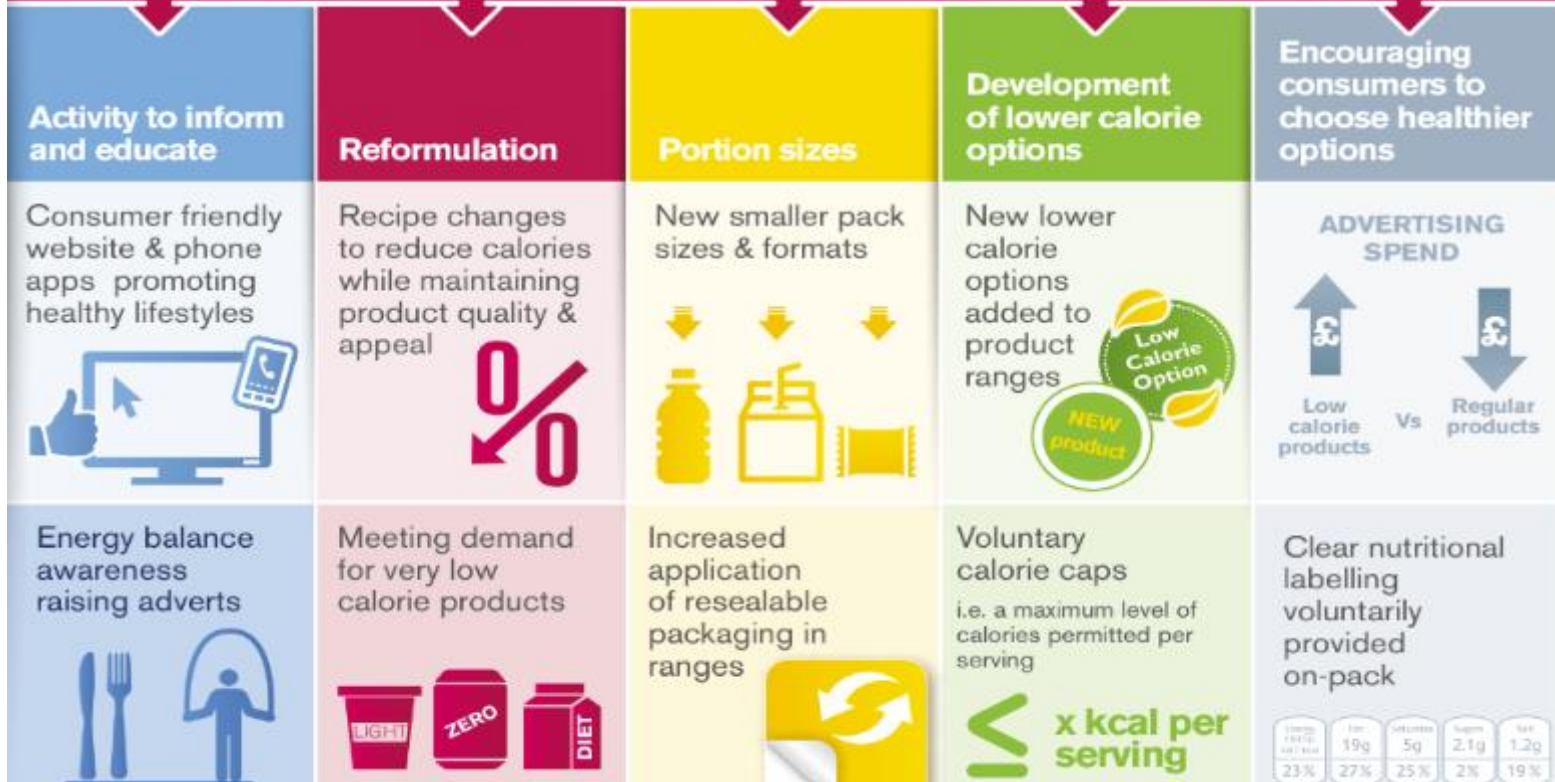 Activity to inform
and educate
Consumer friendly
website & phone
apps promoting
healthy lifestyles
Energy balance
awareness
raising adverts
Reformulation
Recipe changes
to reduce calories
while maintaining
product quality &
appeal
Meeting demand
for very low
calorie products
LIGHT
ZERO
DIET
Portion sizes
New smaller pack
sizes & formats
Increased
application
of resealable
packaging in
ranges
Development
of lower calorie
options
New lower
calorie
options
added to
product
ranges
Low
Calorie
Option
NEW
product
Voluntary
calorie caps
i.e. a maximum level of
calories permitted per
serving
≤ x kcal per
serving
Encouraging
consumers to
choose healthier
options
ADVERTISING
SPEND
£ £
Low
calorie
products
Vs
Regular
products
Clear nutritional
labelling
voluntarily
provided
on-pack
19g 5g 2.1g 1.2g
23% 27% 25% 2% 19%